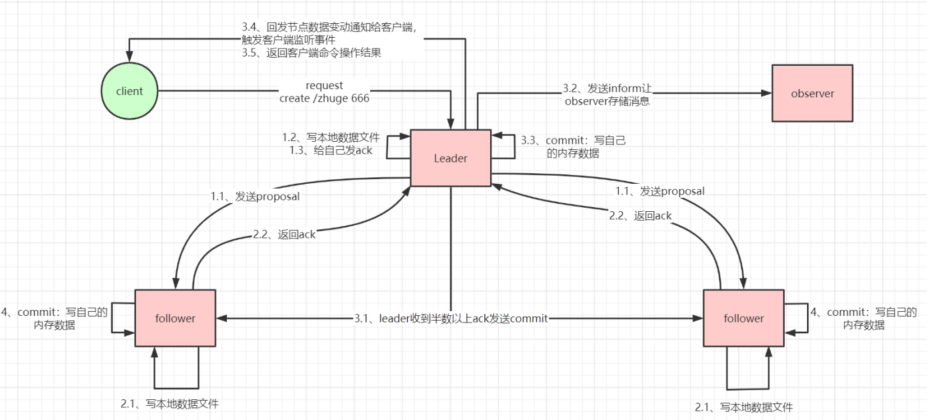 3.4、回发节点数据变动通知给客户端，
触发客户端监听事件
3.5、返回客户端命令操作结果
client
request
create /zhuge 666
3.2、发送inform让
observer存储消息
observer
1.2、写本地数据文件
1.3、给自己发ack
Leader
3.3、commit：写自己
的内存数据
1.1、发送proposal
1.1、发送proposal
2.2、返回ack
2.2、返回ack
4、commit：写自己的
内存数据
follower
3.1、leader收到半数以上ack发送commit
follower
4、commit：写自己的
内存数据
2.1、写本地数据文件
2.1、写本地数据文件